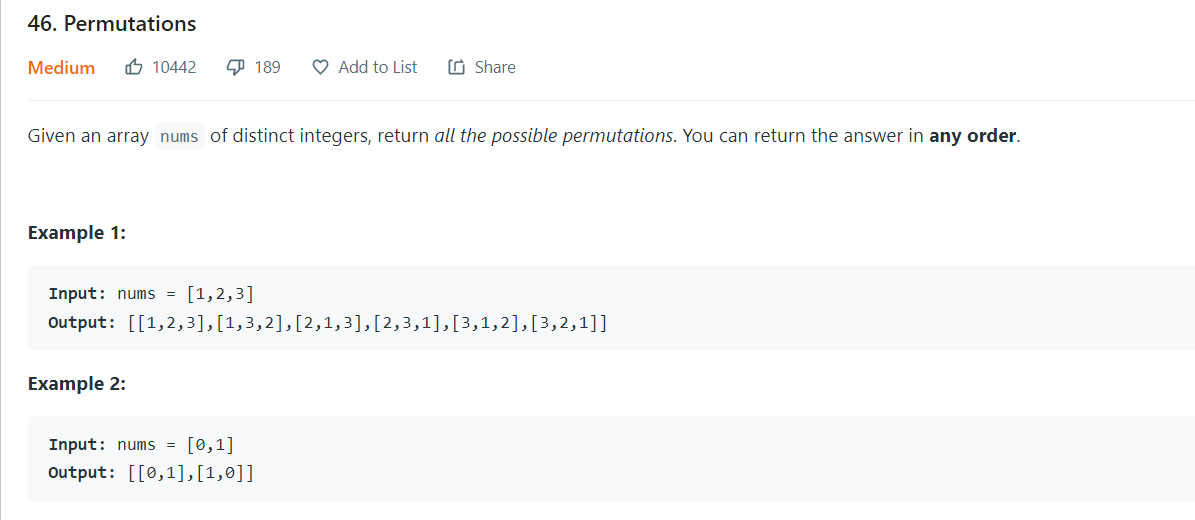 46. Permutations
Medium 10442 189 Add to List Share
Given an array nums of distinct integers, return all the possible permutations. You can return the answer in any order.
Example 1:
Input: nums = [1,2,3]
Output: [[1,2,3],[1,3,2],[2,1,3],[2,3,1],[3,1,2],[3,2,1]]
Example 2:
Input: nums = [0,1]
Output: [[0,1],[1,0]]